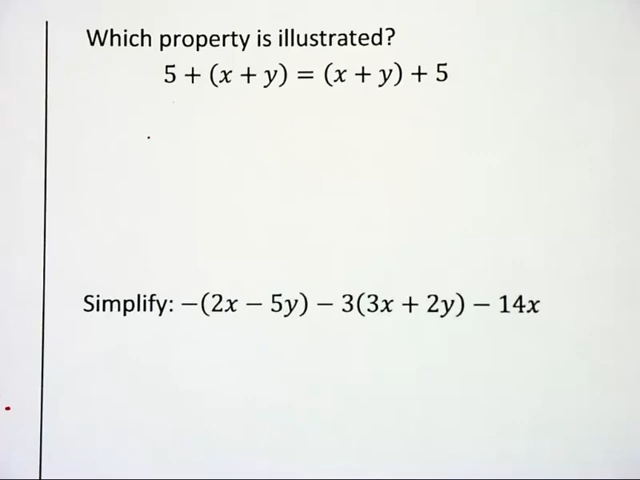 Which property is illustrated?
5 + (x + y) = (x + y) + 5
Simplify: −(2x − 5y) − 3(3x + 2y) − 14x